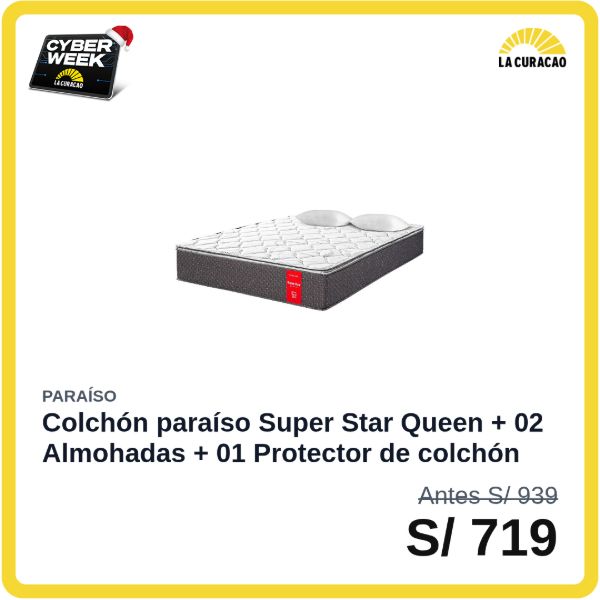 CYBER
WEEK
LA CURACAO
LA CURACAO
PARAÍSO
Colchón paraíso Super Star Queen + 02
Almohadas + 01 Protector de colchón
Antes S/ 939
S/ 719